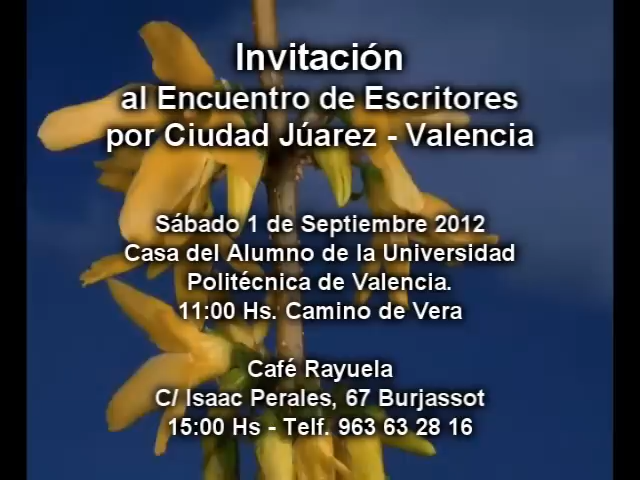 Invitación
al Encuentro de Escritores
por Ciudad Júarez - Valencia
Sábado 1 de Septiembre 2012
Casa del Alumno de la Universidad
Politécnica de Valencia.
11:00 Hs. Camino de Vera
Café Rayuela
C/ Isaac Perales, 67 Burjassot
15:00 Hs - Telf. 963 63 28 16